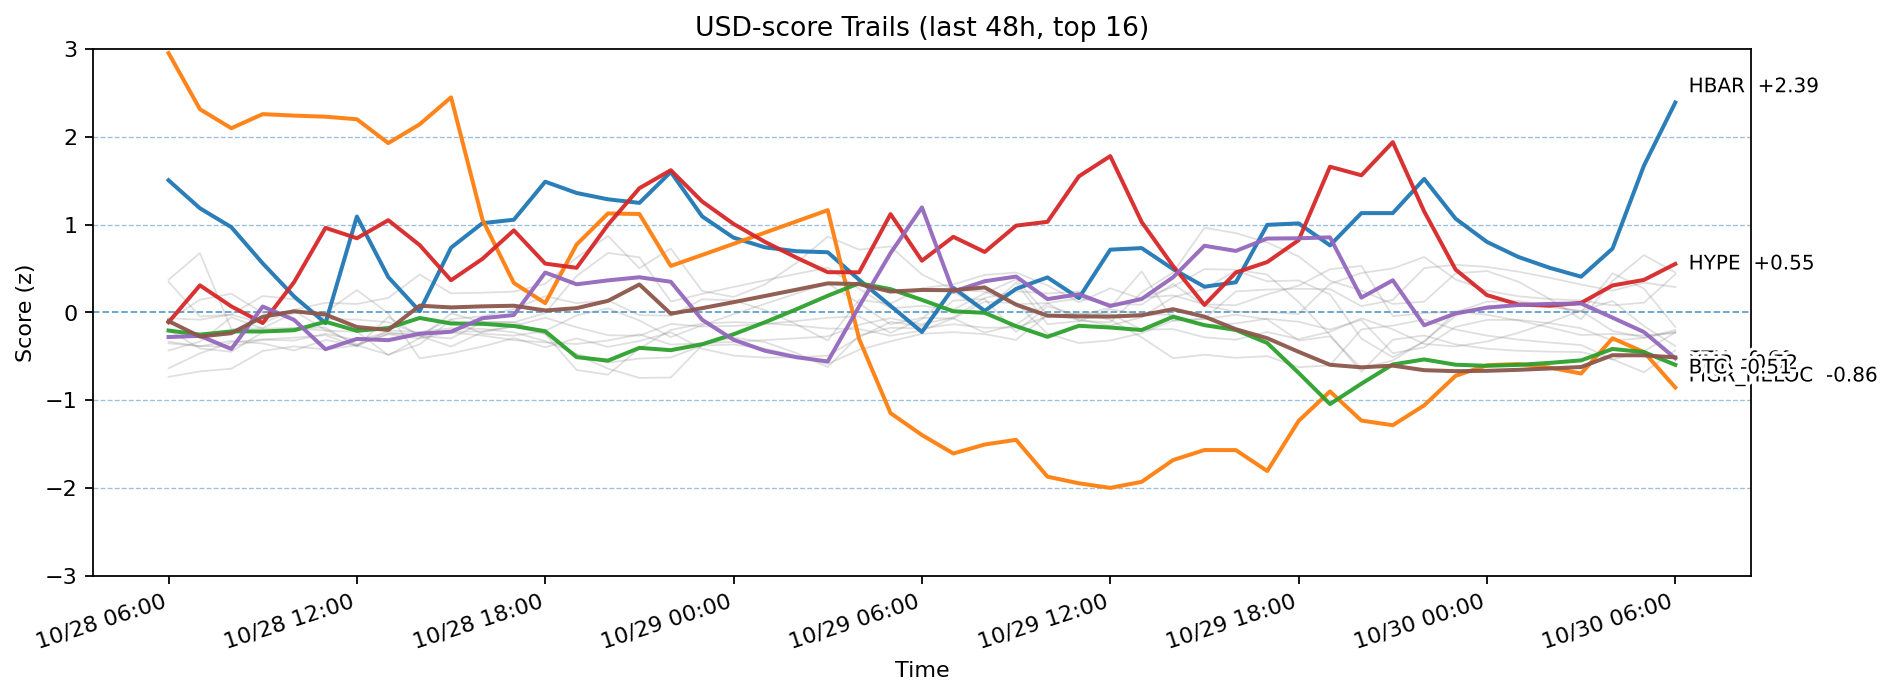 USD-score Trails (last 48h, top 16)
Score (z)
3
2
1
0
−1
−2
−3
HBAR +2.39
HYPE +0.55
BTC -0.51
-0.86
10/28 06:00
10/28 12:00
10/28 18:00
10/29 00:00
10/29 06:00
10/29 12:00
10/29 18:00
10/30 00:00
10/30 06:00
Time